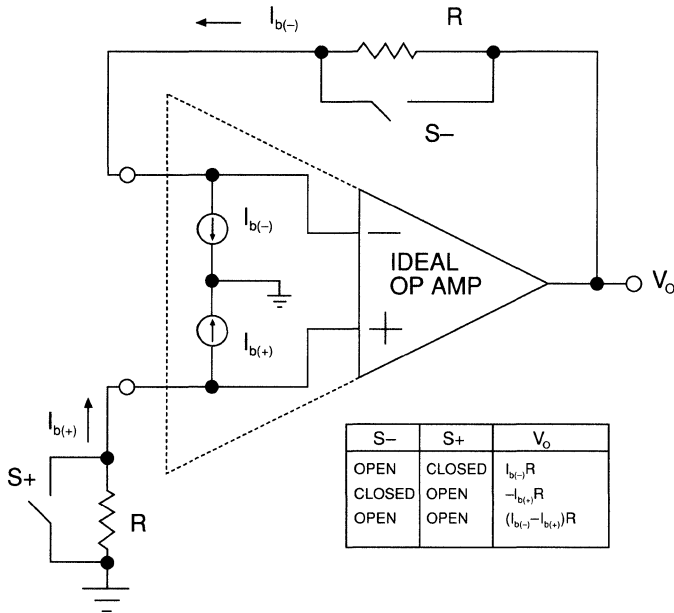 I_b(−) R
S−
I_b(−)
−
IDEAL
OP AMP
V_O
+
I_b(+)
I_b(+)
S+
R
S− S+ V_O
OPEN CLOSED I_b(−)R
CLOSED OPEN −I_b(+)R
OPEN OPEN (I_b(−)−I_b(+))R